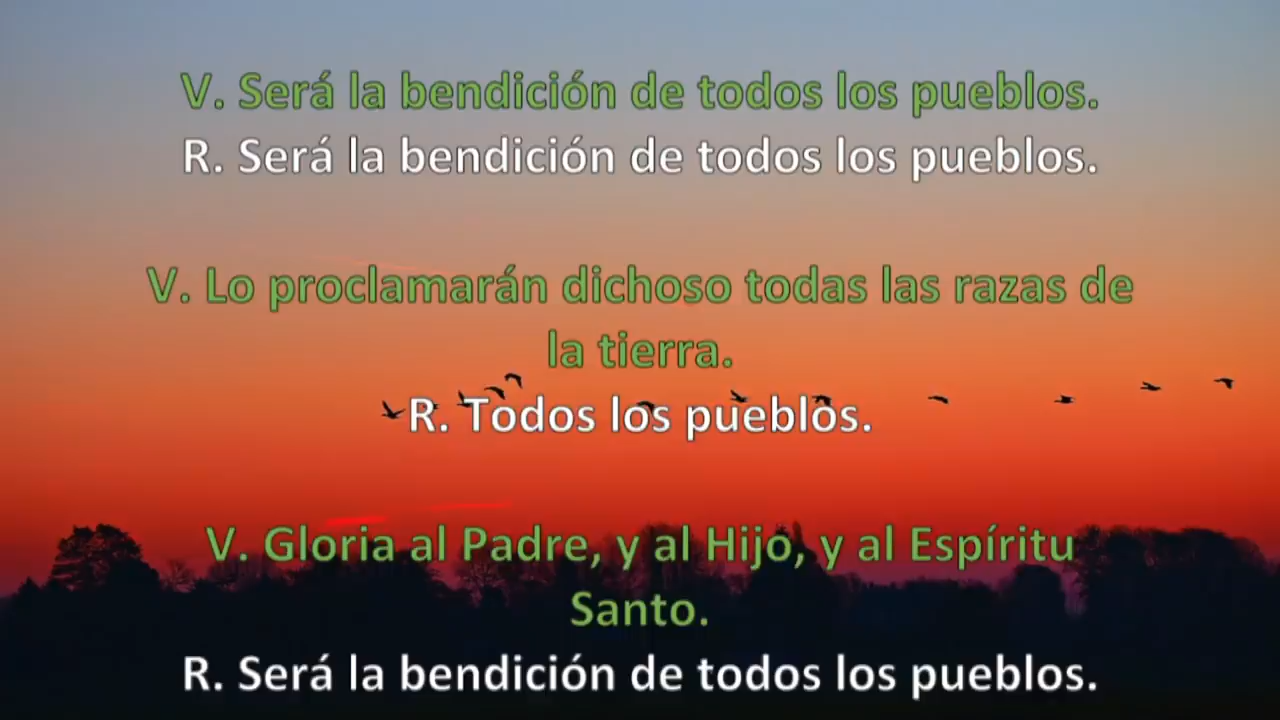 V. Será la bendición de todos los pueblos.
R. Será la bendición de todos los pueblos.
V. Lo proclamarán dichoso todas las razas de
la tierra.
R. Todos los pueblos.
V. Gloria al Padre, y al Hijo, y al Espíritu
Santo.
R. Será la bendición de todos los pueblos.